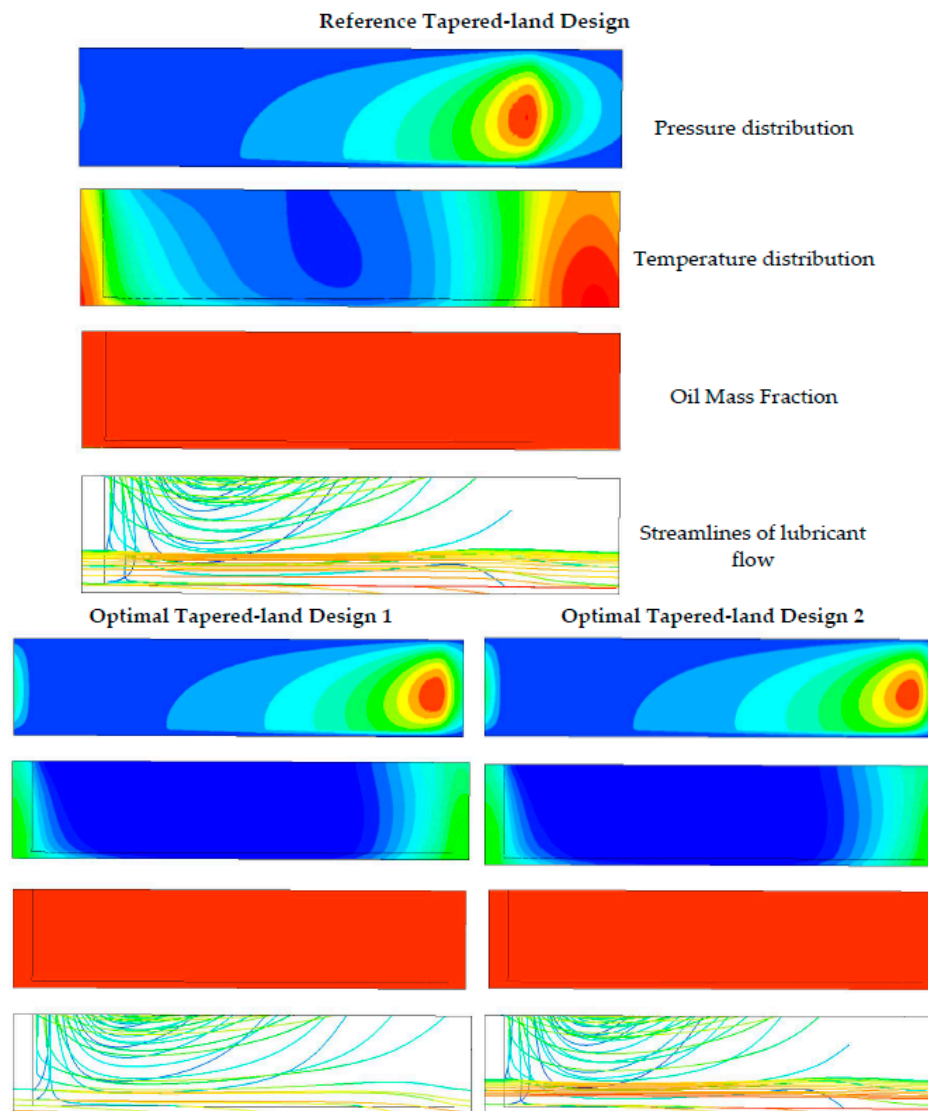 Reference Tapered-land Design
Pressure distribution
Temperature distribution
Oil Mass Fraction
Streamlines of lubricant
flow
Optimal Tapered-land Design 1
Optimal Tapered-land Design 2